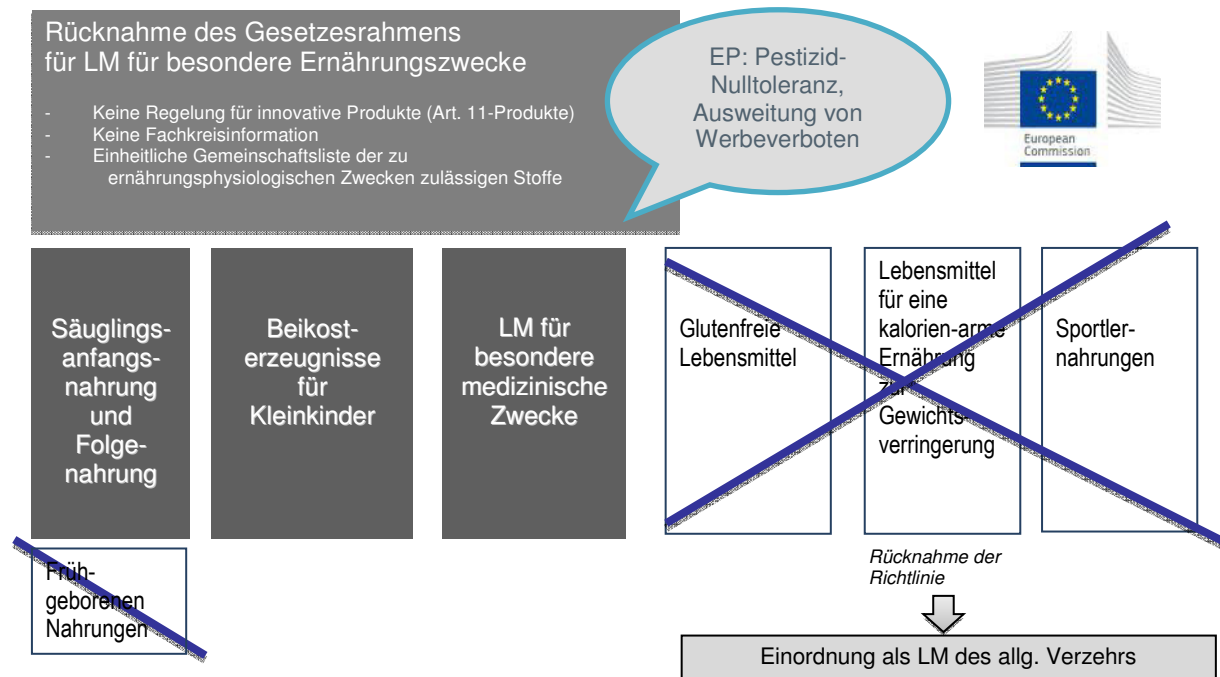 Rücknahme des Gesetzesrahmens
für LM für besondere Ernährungszwecke
- Keine Regelung für innovative Produkte (Art. 11-Produkte)
- Keine Fachkreisinformation
- Einheitliche Gemeinschaftsliste der zu
ernährungsphysiologischen Zwecken zulässigen Stoffe
EP: Pestizid-
Nulltoleranz,
Ausweitung von
Werbeverboten
European
Commission
Säuglings-
anfangs-
nahrung
und
Folge-
nahrung
Beikost-
erzeugnisse
für
Kleinkinder
LM für
besondere
medizinische
Zwecke
Glutenfreie
Lebensmittel
Lebensmittel
für eine
kalorien-arme
Ernährung
zur
Gewichts-
verringerung
Sportler-
nahrungen
Früh-
geborenen
Nahrungen
Rücknahme der
Richtlinie
Einordnung als LM des allg. Verzehrs